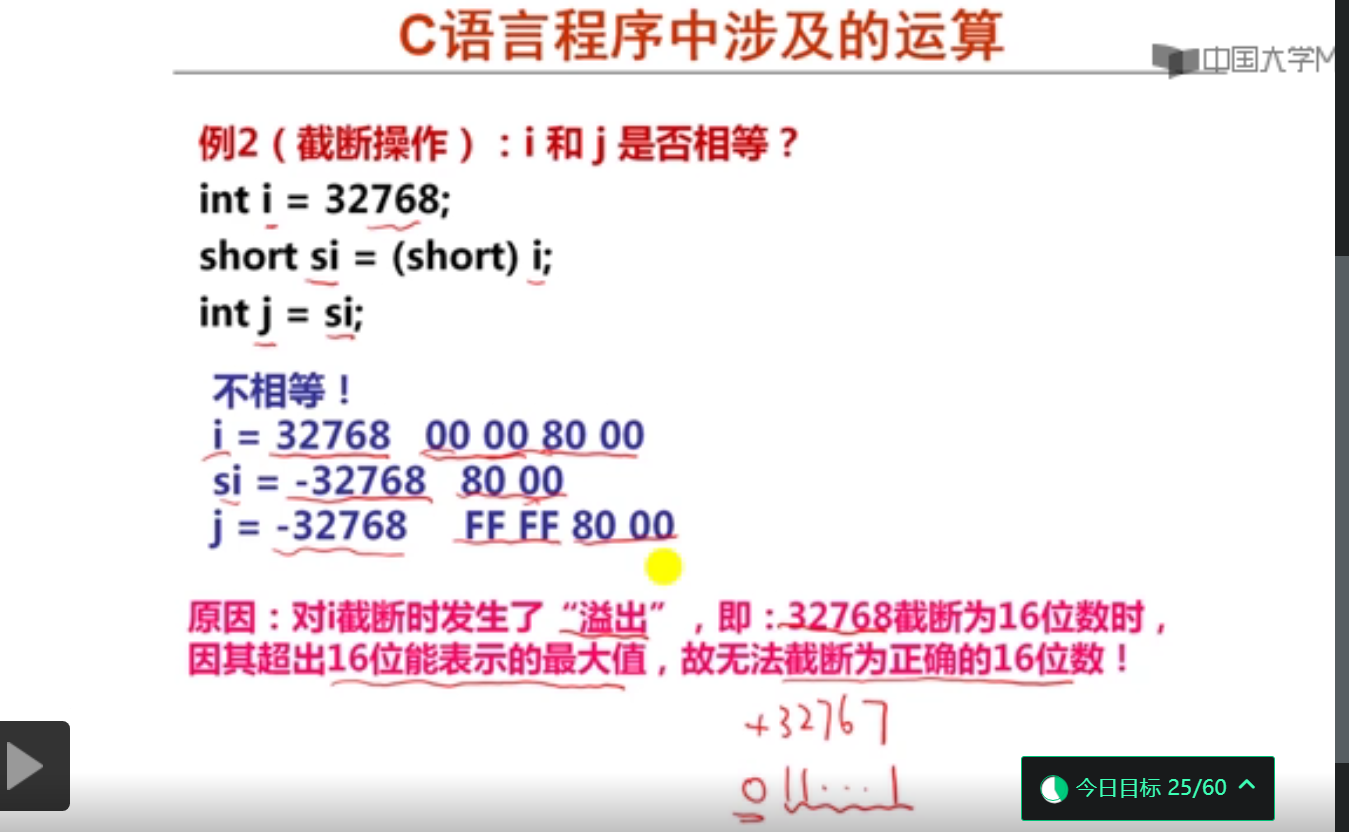 C语言程序中涉及的运算
中国大学M
例2（截断操作）：i 和 j 是否相等？
int i = 32768;
short si = (short) i;
int j = si;
不相等！
i = 32768 00 00 80 00
si = -32768 80 00
j = -32768 FF FF 80 00
原因：对i截断时发生了“溢出”，即：32768截断为16位数时，
因其超出16位能表示的最大值，故无法截断为正确的16位数！
+32767
0 11...1
今日目标 25/60